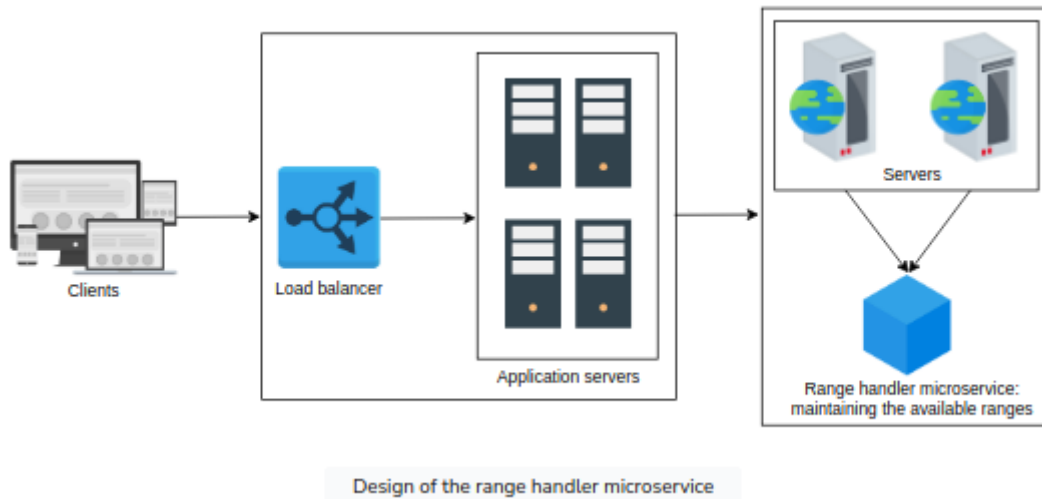 Servers
Clients
Load balancer
Application servers
Range handler microservice:
maintaining the available ranges
Design of the range handler microservice